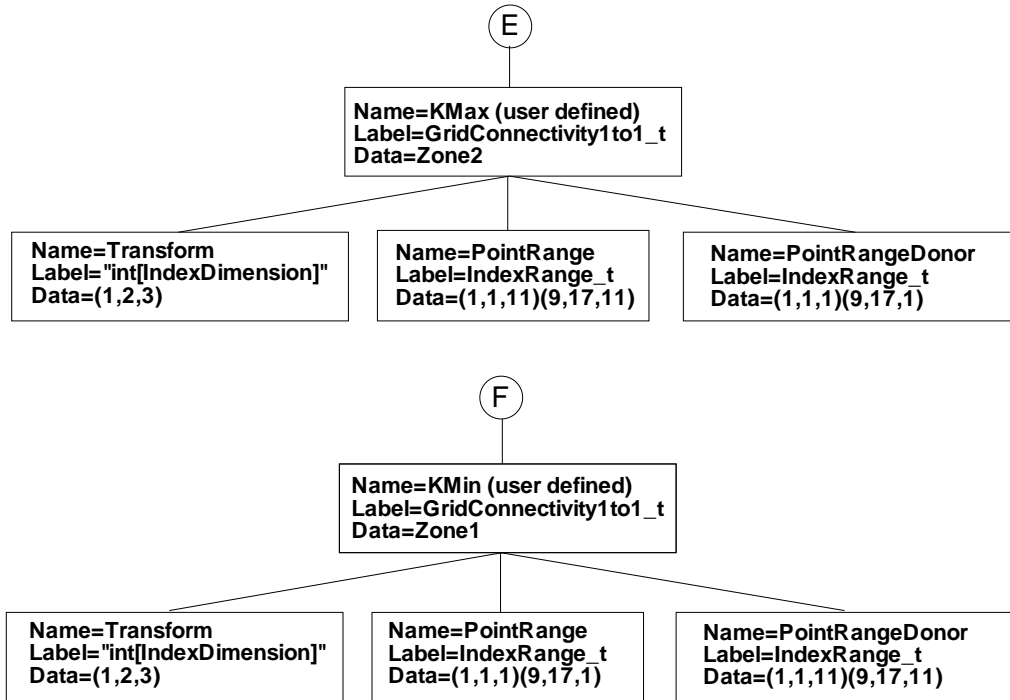 E
Name=KMax (user defined)
Label=GridConnectivity1to1_t
Data=Zone2
Name=Transform
Label="int[IndexDimension]"
Data=(1,2,3)
Name=PointRange
Label=IndexRange_t
Data=(1,1,11)(9,17,11)
Name=PointRangeDonor
Label=IndexRange_t
Data=(1,1,1)(9,17,1)
F
Name=KMin (user defined)
Label=GridConnectivity1to1_t
Data=Zone1
Name=Transform
Label="int[IndexDimension]"
Data=(1,2,3)
Name=PointRange
Label=IndexRange_t
Data=(1,1,1)(9,17,1)
Name=PointRangeDonor
Label=IndexRange_t
Data=(1,1,11)(9,17,11)